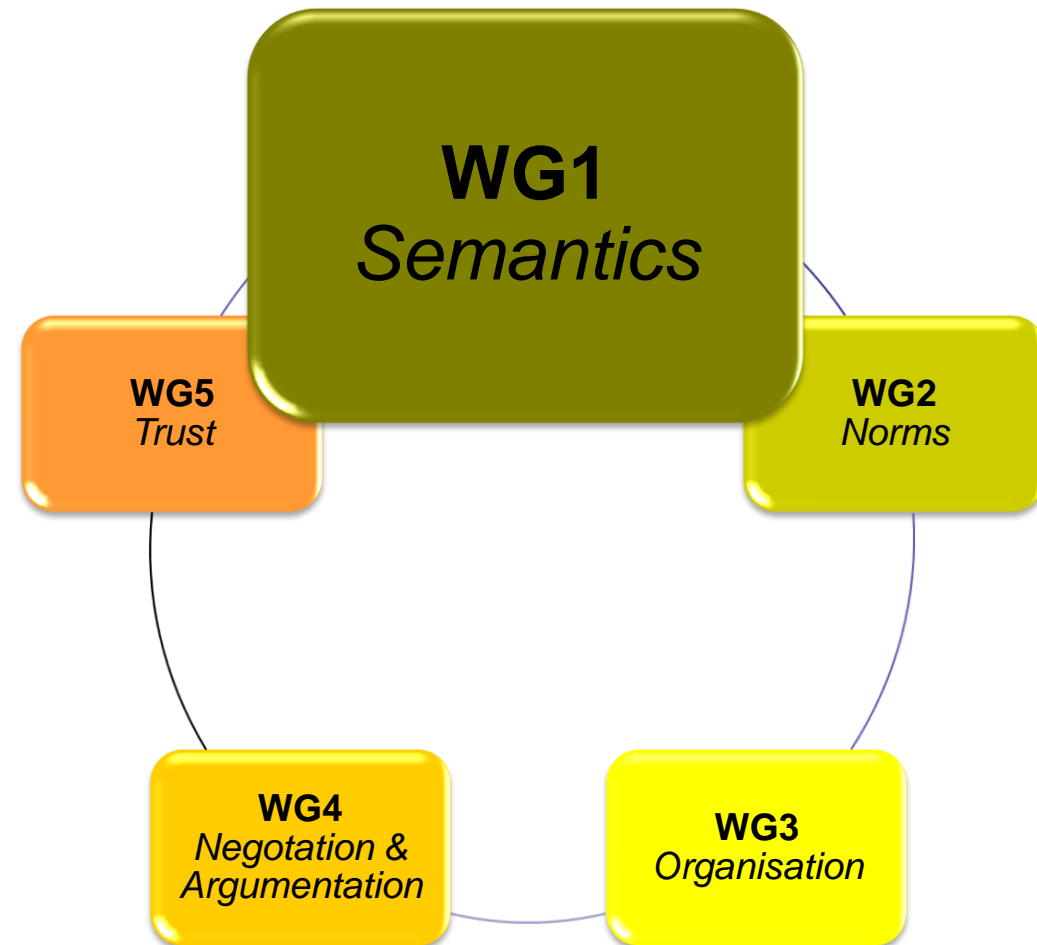 WG1
Semantics
WG5
Trust
WG2
Norms
WG4
Negotation &
Argumentation
WG3
Organisation